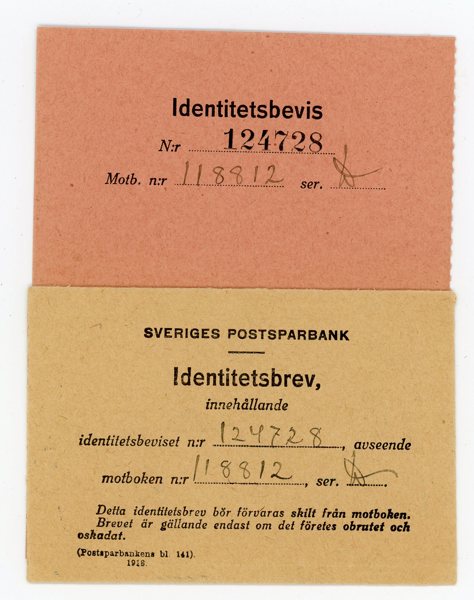 Identitetsbevis
N:r 124728
Motb. n:r 118812 ser. A
SVERIGES POSTSPARBANK
Identitetsbrev,
innehållande
identitetsbeviset n:r 124728, avseende
motboken n:r 118812, ser. A.
Detta identitetsbrev bör förvaras skilt från motboken.
Brevet är gällande endast om det företes obrutet och
oskadat.
(Postsparbankens bl. 141).
1918.